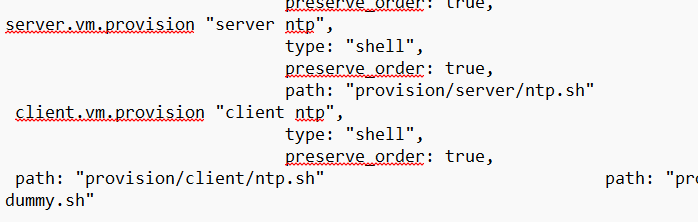 preserve_order: true,
server.vm.provision "server ntp",
type: "shell",
preserve_order: true,
path: "provision/server/ntp.sh"
client.vm.provision "client ntp",
type: "shell",
preserve_order: true,
path: "provision/client/ntp.sh" path: "pro
dummy.sh"